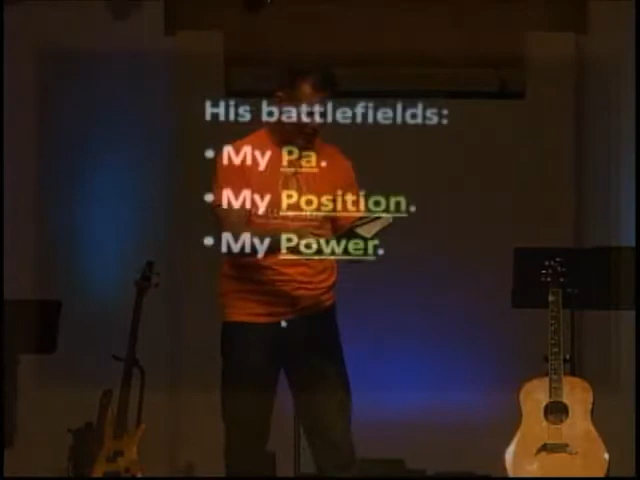 His battlefields:
• My Pa.
• My Position.
• My Power.